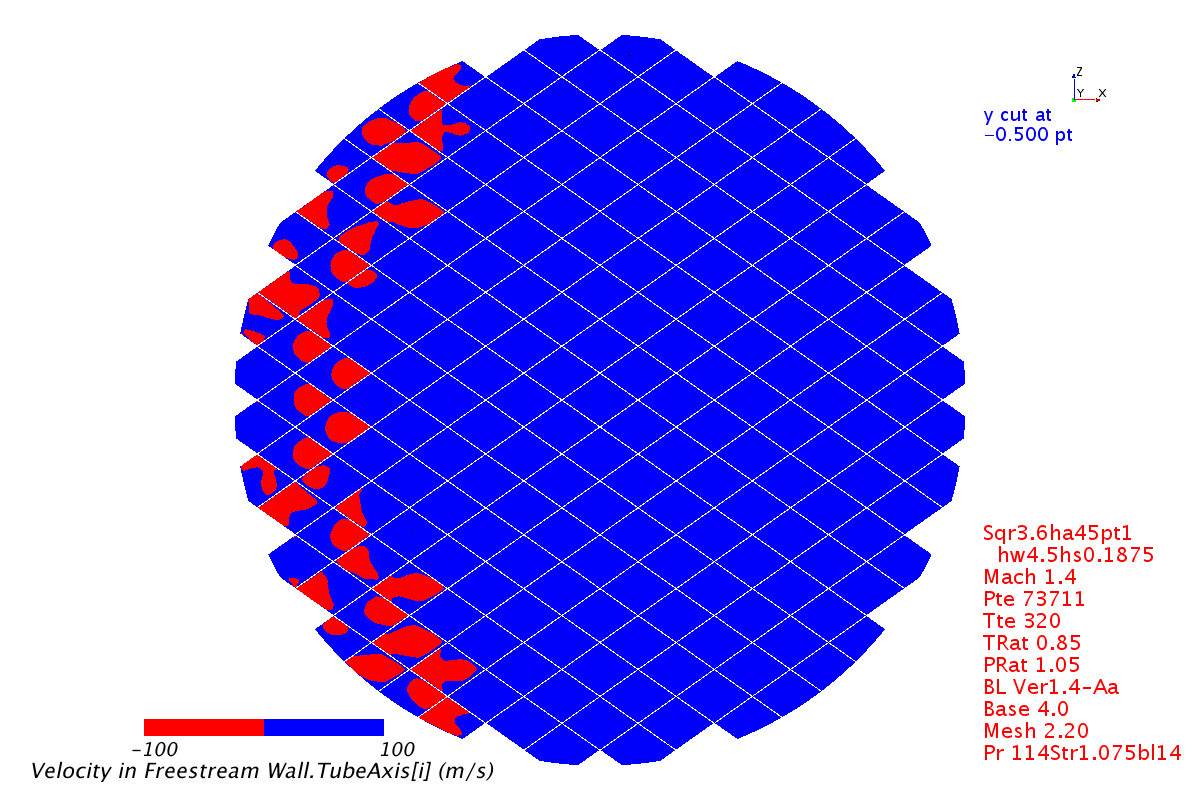 Z
Y X
y cut at
−0.500 pt
Sqr3.6ha45pt1
hw4.5hs0.1875
Mach 1.4
Pte 73711
Tte 320
TRat 0.85
PRat 1.05
BL Ver1.4−Aa
Base 4.0
Mesh 2.20
Pr 114Str1.075bl14
−100 100
Velocity in Freestream Wall.TubeAxis[i] (m/s)